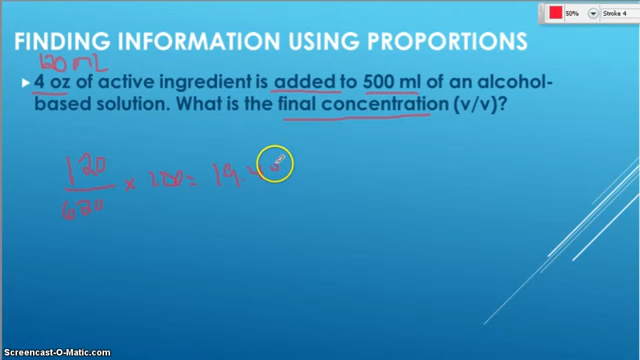 50%
Stroke 4
FINDING INFORMATION USING PROPORTIONS
120 mL
4 oz of active ingredient is added to 500 ml of an alcohol-
based solution. What is the final concentration (v/v)?
120
620
× 100 = 19.4
Screencast-O-Matic.com